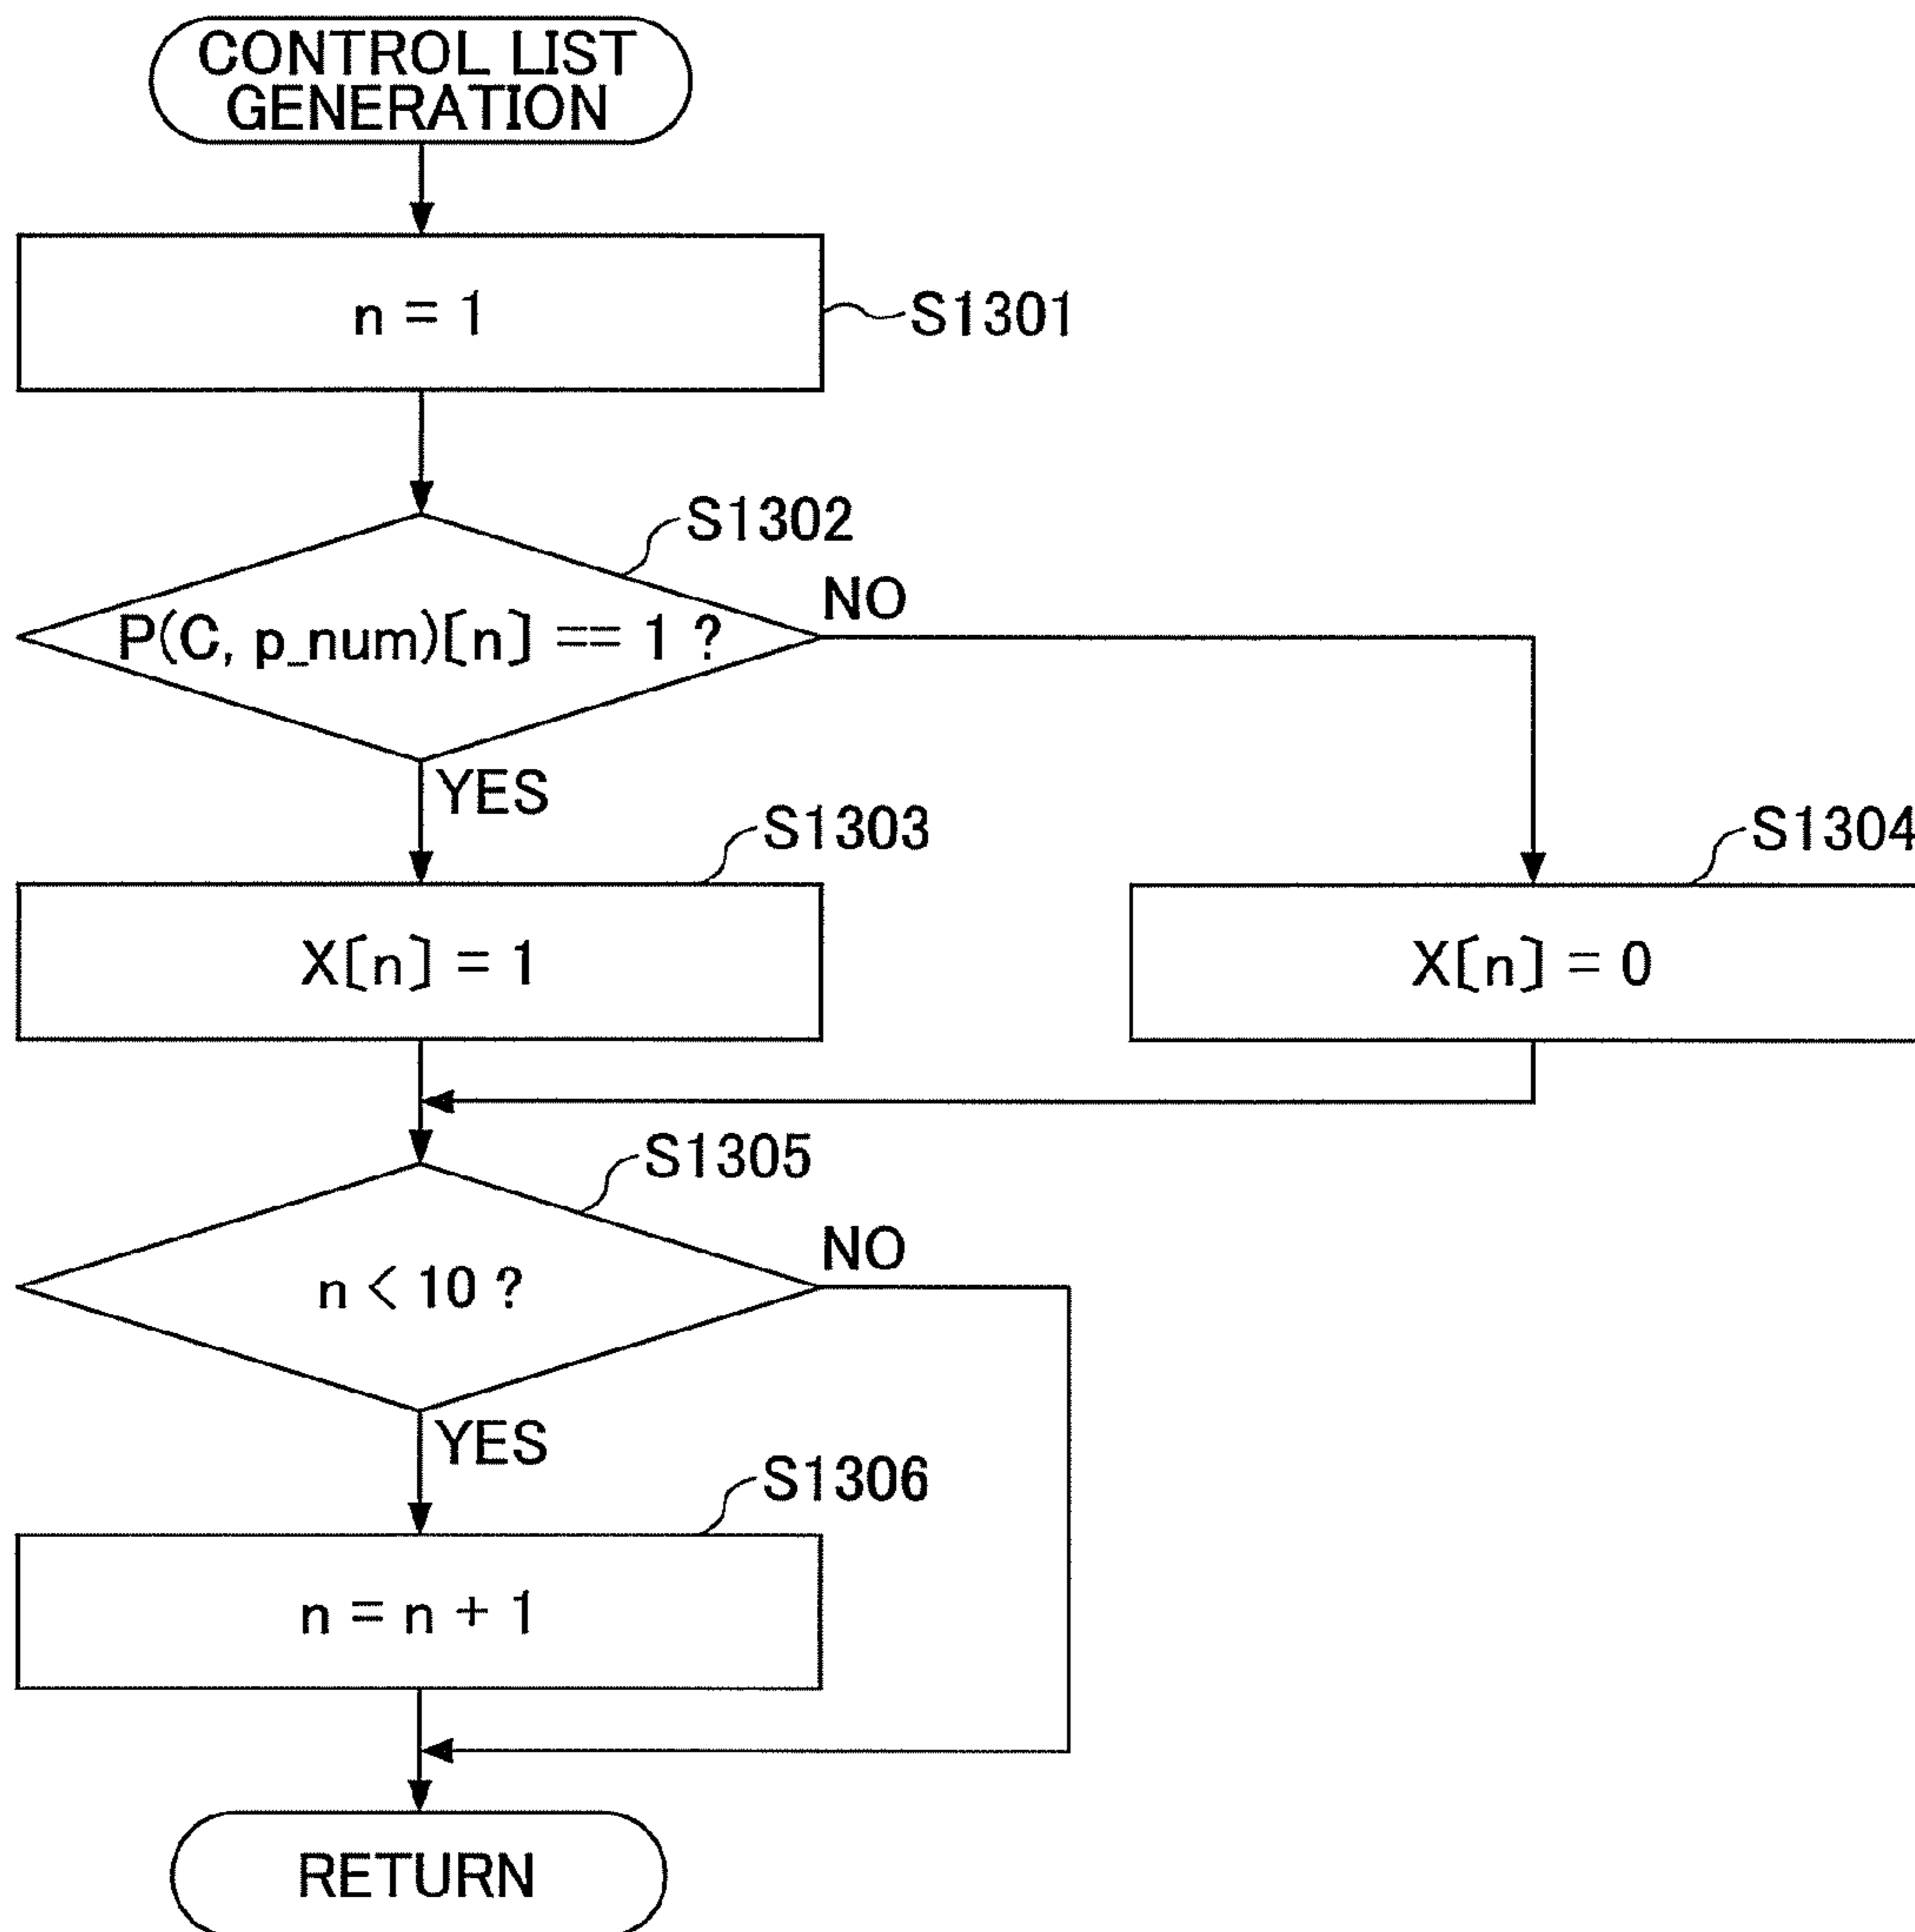 CONTROL LIST
GENERATION
n = 1
S1301
S1302
P(C, p_num)[n] == 1 ?
NO
YES
S1303
S1304
X[n] = 1
X[n] = 0
S1305
n < 10 ?
NO
YES
S1306
n = n + 1
RETURN